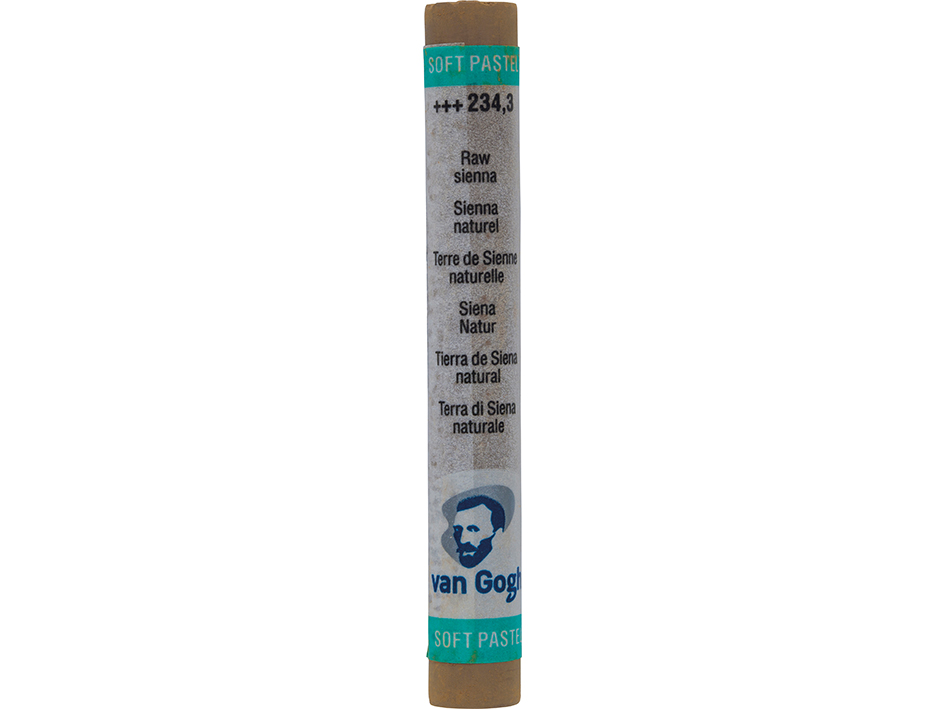 SOFT PASTEL
+++ 234,3
Raw
sienna
Sienna
naturel
Terre de Sienne
naturelle
Siena
Natur
Tierra de Siena
natural
Terra di Siena
naturale
van Gogh
SOFT PASTEL